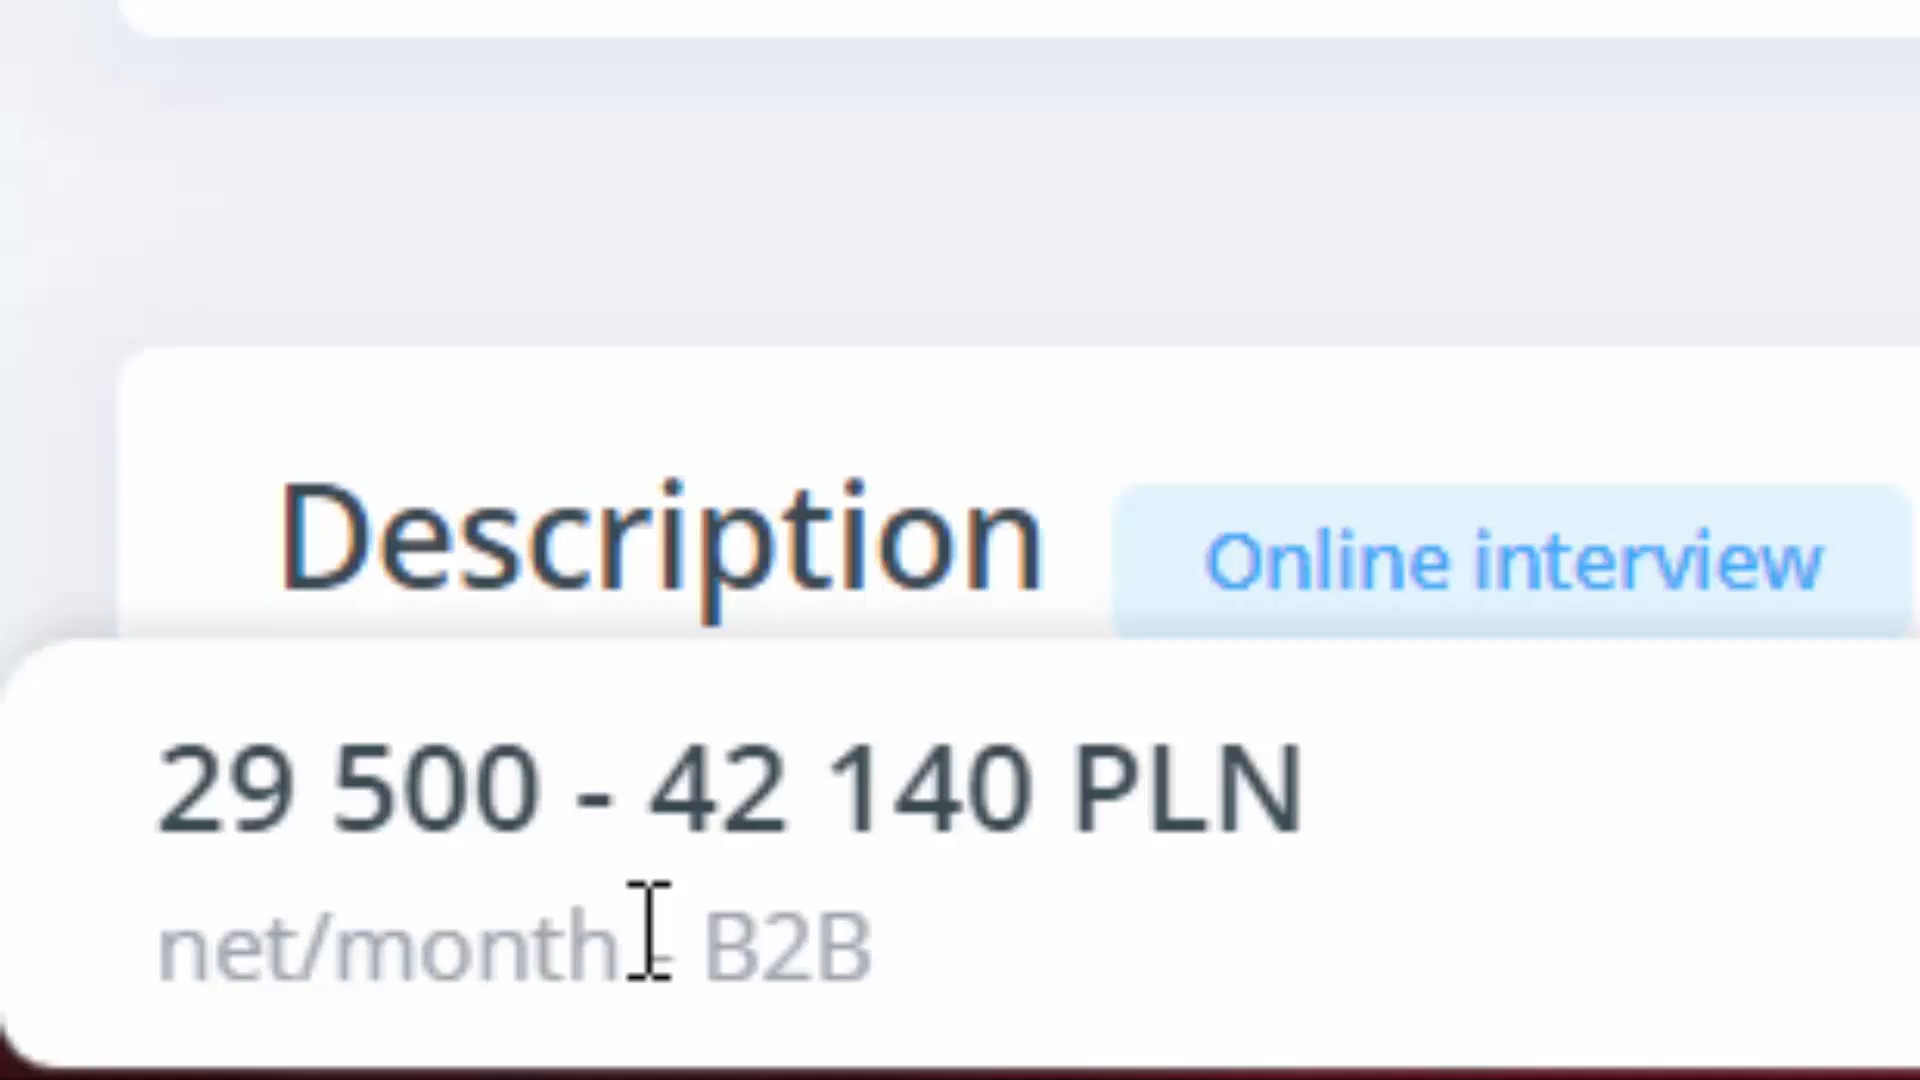 Description
Online interview
29 500 - 42 140 PLN
net/month - B2B